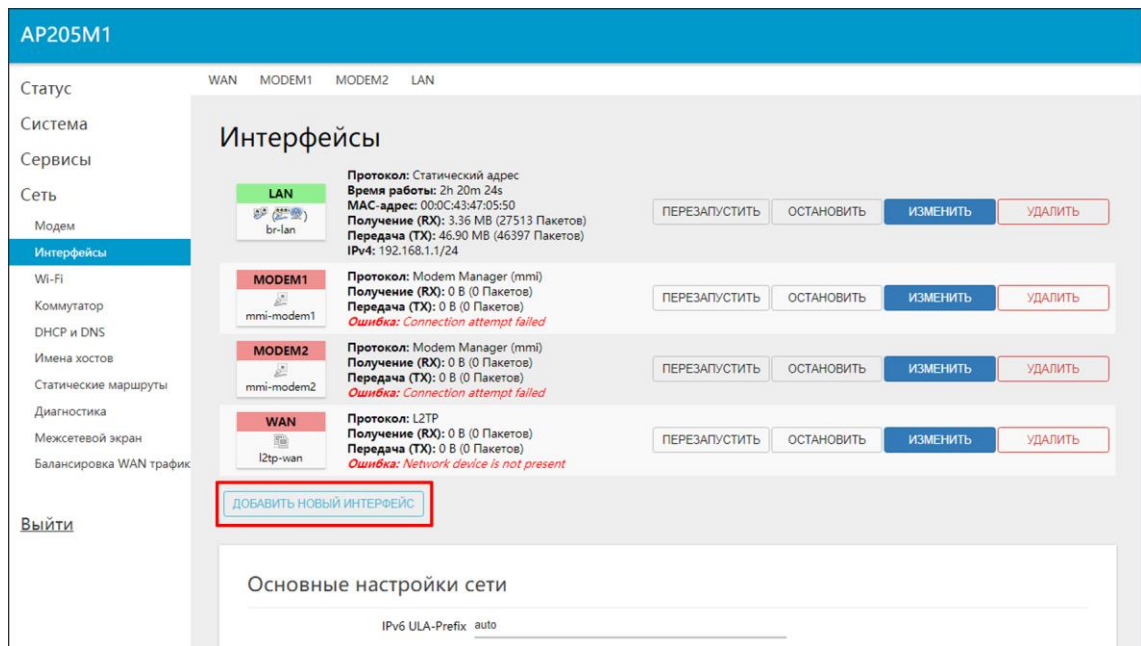 AP205M1
WAN MODEM1 MODEM2 LAN
Статус
Система
Сервисы
Сеть
Модем
Интерфейсы
Wi-Fi
Коммутатор
DHCP и DNS
Имена хостов
Статические маршруты
Диагностика
Межсетевой экран
Балансировка WAN трафик
Выйти
Интерфейсы
LAN
br-lan
Протокол: Статический адрес
Время работы: 2h 20m 24s
MAC-адрес: 00:0C:43:47:05:50
Получение (RX): 3.36 MB (27513 Пакетов)
Передача (TX): 46.90 MB (46397 Пакетов)
IPv4: 192.168.1.1/24
ПЕРЕЗАПУСТИТЬ ОСТАНОВИТЬ ИЗМЕНИТЬ УДАЛИТЬ
MODEM1
mmi-modem1
Протокол: Modem Manager (mmi)
Получение (RX): 0 B (0 Пакетов)
Передача (TX): 0 B (0 Пакетов)
Ошибка: Connection attempt failed
ПЕРЕЗАПУСТИТЬ ОСТАНОВИТЬ ИЗМЕНИТЬ УДАЛИТЬ
MODEM2
mmi-modem2
Протокол: Modem Manager (mmi)
Получение (RX): 0 B (0 Пакетов)
Передача (TX): 0 B (0 Пакетов)
Ошибка: Connection attempt failed
ПЕРЕЗАПУСТИТЬ ОСТАНОВИТЬ ИЗМЕНИТЬ УДАЛИТЬ
WAN
l2tp-wan
Протокол: L2TP
Получение (RX): 0 B (0 Пакетов)
Передача (TX): 0 B (0 Пакетов)
Ошибка: Network device is not present
ПЕРЕЗАПУСТИТЬ ОСТАНОВИТЬ ИЗМЕНИТЬ УДАЛИТЬ
ДОБАВИТЬ НОВЫЙ ИНТЕРФЕЙС
Основные настройки сети
IPv6 ULA-Prefix auto